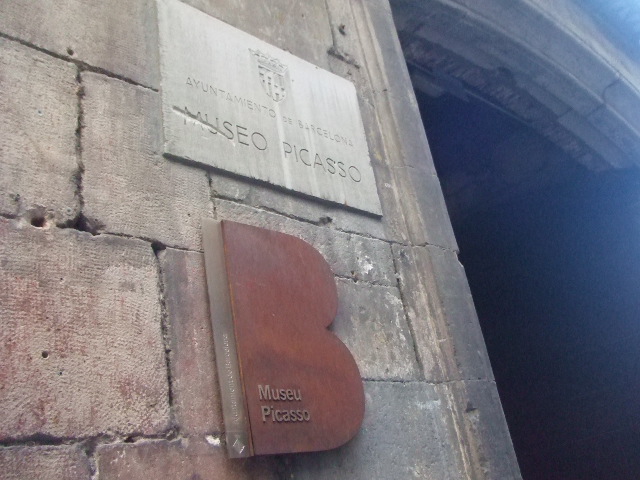 AYUNTAMIENTO DE BARCELONA
MUSEO PICASSO
B
Museu
Picasso